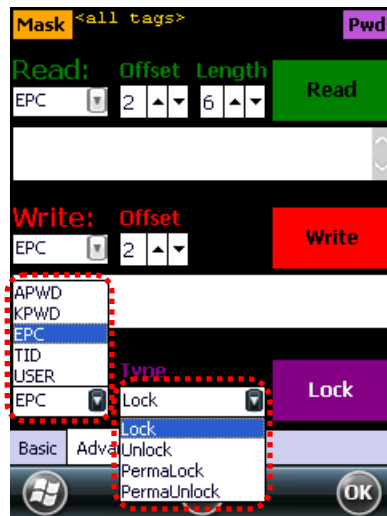 Mask <all tags> Pwd
Read: Offset Length
EPC 2 6 Read
Write: Offset
EPC 2 Write
APWD
KPWD
EPC
TID
USER Type
EPC Lock Lock
Lock
Basic Unlock
PermaLock
PermaUnlock
OK